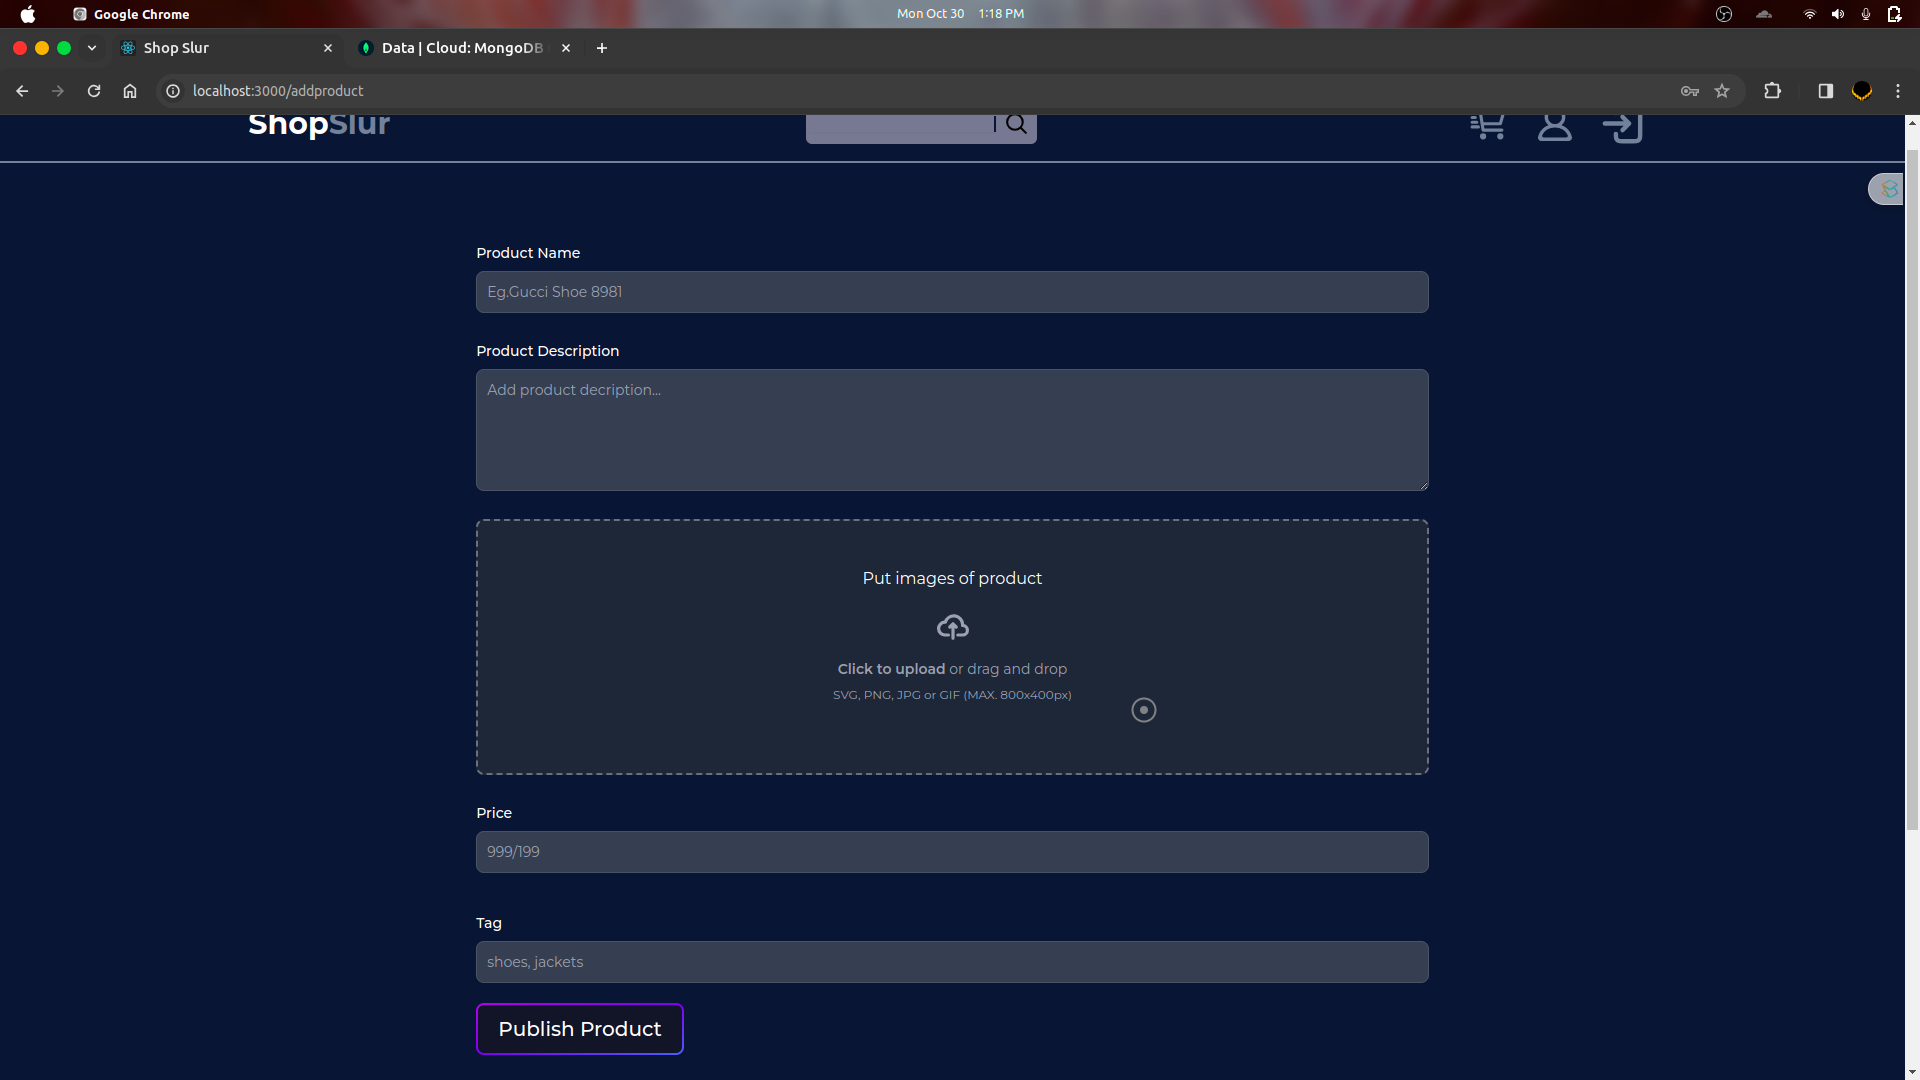 Google Chrome
Mon Oct 30 1:18 PM
Shop Slur
Data | Cloud: MongoDB
localhost:3000/addproduct
ShopSlur
Product Name
Eg.Gucci Shoe 8981
Product Description
Add product decription...
Put images of product
Click to upload or drag and drop
SVG, PNG, JPG or GIF (MAX. 800x400px)
Price
999/199
Tag
shoes, jackets
Publish Product